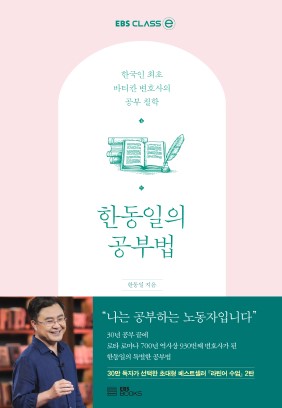 EBS CLASS e
한국인 최초
바티칸 변호사의
공부 철학
한동일의
공부법
한동일 지음
“나는 공부하는 노동자입니다”
30년 공부 끝에
로타 로마나 700년 역사상 930번째 변호사가 된
한동일의 특별한 공부법
30만 독자가 선택한 초대형 베스트셀러 『라틴어 수업』 2탄
EBS
BOOKS